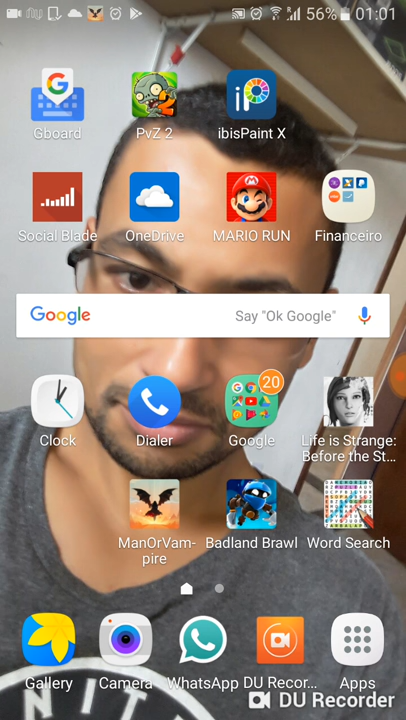 56% 01:01
Gboard PvZ 2 ibisPaint X
Social Blade OneDrive MARIO RUN Financeiro
Google Say "Ok Google"
20
Clock Dialer Google Life is Strange:
Before the St...
ManOrVam-
pire Badland Brawl Word Search
Gallery Camera WhatsApp DU Recor... Apps
DU Recorder
NIT